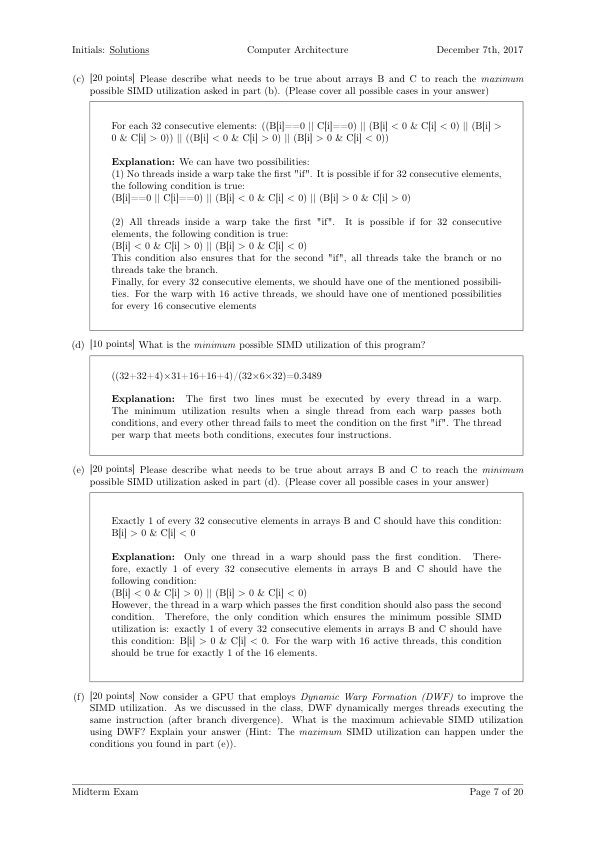 Initials: Solutions Computer Architecture December 7th, 2017
(c) [20 points] Please describe what needs to be true about arrays B and C to reach the maximum
possible SIMD utilization asked in part (b). (Please cover all possible cases in your answer)
For each 32 consecutive elements: ((B[i]==0 || C[i]==0) || (B[i] < 0 & C[i] < 0) || (B[i] >
0 & C[i] > 0)) || ((B[i] < 0 & C[i] > 0) || (B[i] > 0 & C[i] < 0))
Explanation: We can have two possibilities:
(1) No threads inside a warp take the first "if". It is possible if for 32 consecutive elements,
the following condition is true:
(B[i]==0 || C[i]==0) || (B[i] < 0 & C[i] < 0) || (B[i] > 0 & C[i] > 0)
(2) All threads inside a warp take the first "if". It is possible if for 32 consecutive
elements, the following condition is true:
(B[i] < 0 & C[i] > 0) || (B[i] > 0 & C[i] < 0)
This condition also ensures that for the second "if", all threads take the branch or no
threads take the branch.
Finally, for every 32 consecutive elements, we should have one of the mentioned possibili-
ties. For the warp with 16 active threads, we should have one of mentioned possibilities
for every 16 consecutive elements
(d) [10 points] What is the minimum possible SIMD utilization of this program?
((32+32+4)×31+16+16+4)/(32×6×32)=0.3489
Explanation: The first two lines must be executed by every thread in a warp.
The minimum utilization results when a single thread from each warp passes both
conditions, and every other thread fails to meet the condition on the first "if". The thread
per warp that meets both conditions, executes four instructions.
(e) [20 points] Please describe what needs to be true about arrays B and C to reach the minimum
possible SIMD utilization asked in part (d). (Please cover all possible cases in your answer)
Exactly 1 of every 32 consecutive elements in arrays B and C should have this condition:
B[i] > 0 & C[i] < 0
Explanation: Only one thread in a warp should pass the first condition. There-
fore, exactly 1 of every 32 consecutive elements in arrays B and C should have the
following condition:
(B[i] < 0 & C[i] > 0) || (B[i] > 0 & C[i] < 0)
However, the thread in a warp which passes the first condition should also pass the second
condition. Therefore, the only condition which ensures the minimum possible SIMD
utilization is: exactly 1 of every 32 consecutive elements in arrays B and C should have
this condition: B[i] > 0 & C[i] < 0. For the warp with 16 active threads, this condition
should be true for exactly 1 of the 16 elements.
(f) [20 points] Now consider a GPU that employs Dynamic Warp Formation (DWF) to improve the
SIMD utilization. As we discussed in the class, DWF dynamically merges threads executing the
same instruction (after branch divergence). What is the maximum achievable SIMD utilization
using DWF? Explain your answer (Hint: The maximum SIMD utilization can happen under the
conditions you found in part (e)).
Midterm Exam Page 7 of 20